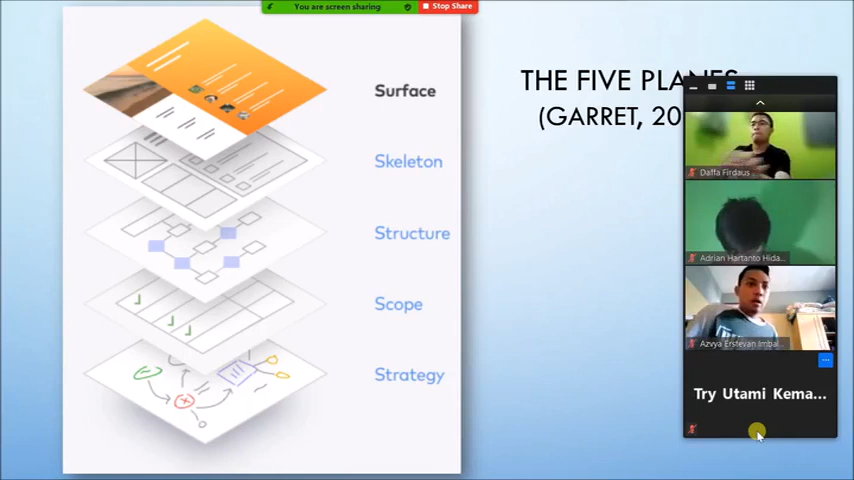 You are screen sharing
Stop Share
THE FIVE PLANES
(GARRET, 20
Surface
Skeleton
Structure
Scope
Strategy
Daffa Firdaus
Adrian Hartanto Hida...
Azvya Erstevan Imbal...
Try Utami Kema...